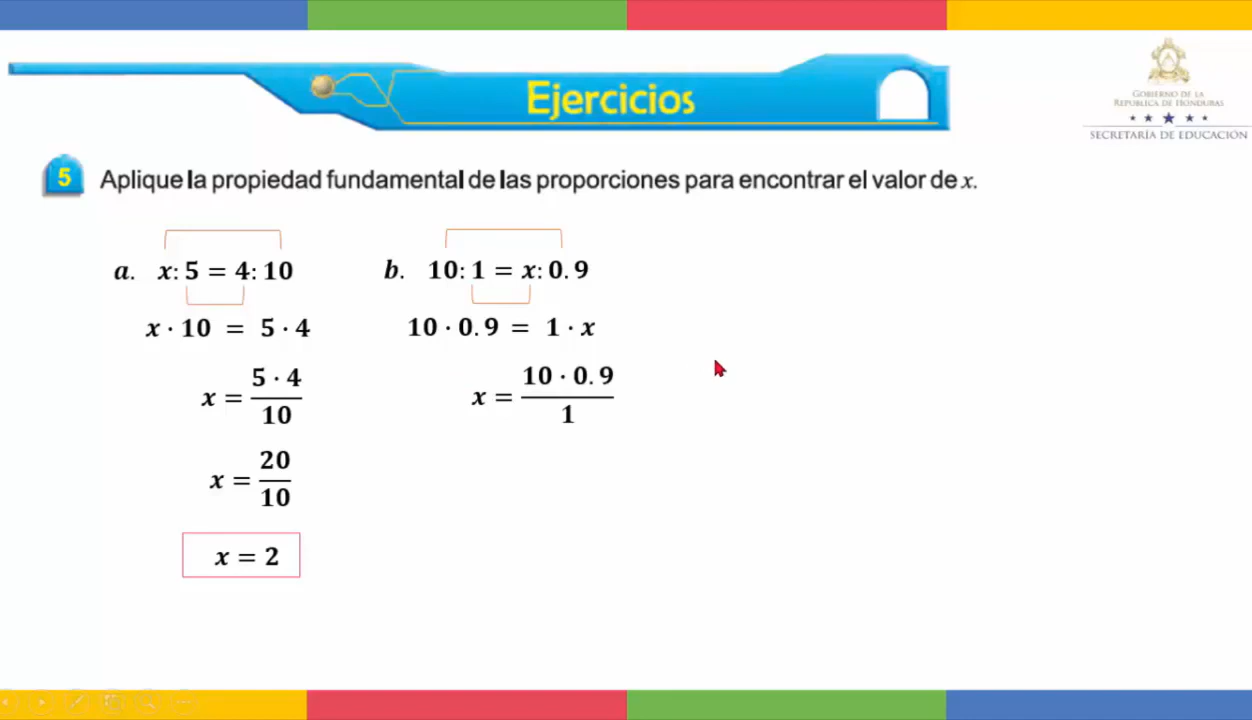 Ejercicios
GOBIERNO DE LA
REPÚBLICA DE HONDURAS
SECRETARÍA DE EDUCACIÓN
5 Aplique la propiedad fundamental de las proporciones para encontrar el valor de x.
a. x: 5 = 4: 10
x · 10 = 5 · 4
x = 5 · 4 / 10
x = 20 / 10
x = 2
b. 10: 1 = x: 0.9
10 · 0.9 = 1 · x
x = 10 · 0.9 / 1